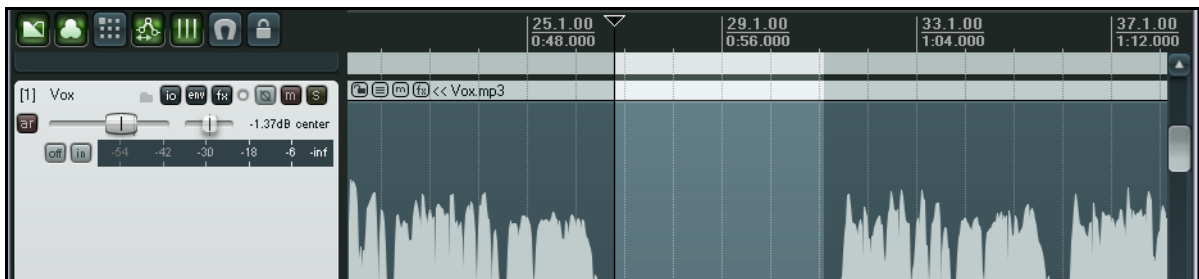 25.1.00 29.1.00 33.1.00 37.1.00
0:48.000 0:56.000 1:04.000 1:12.000
[1] Vox io env fx m S
m fx << Vox.mp3
ar -1.37dB center
off in -54 -42 -30 -18 -6 -inf